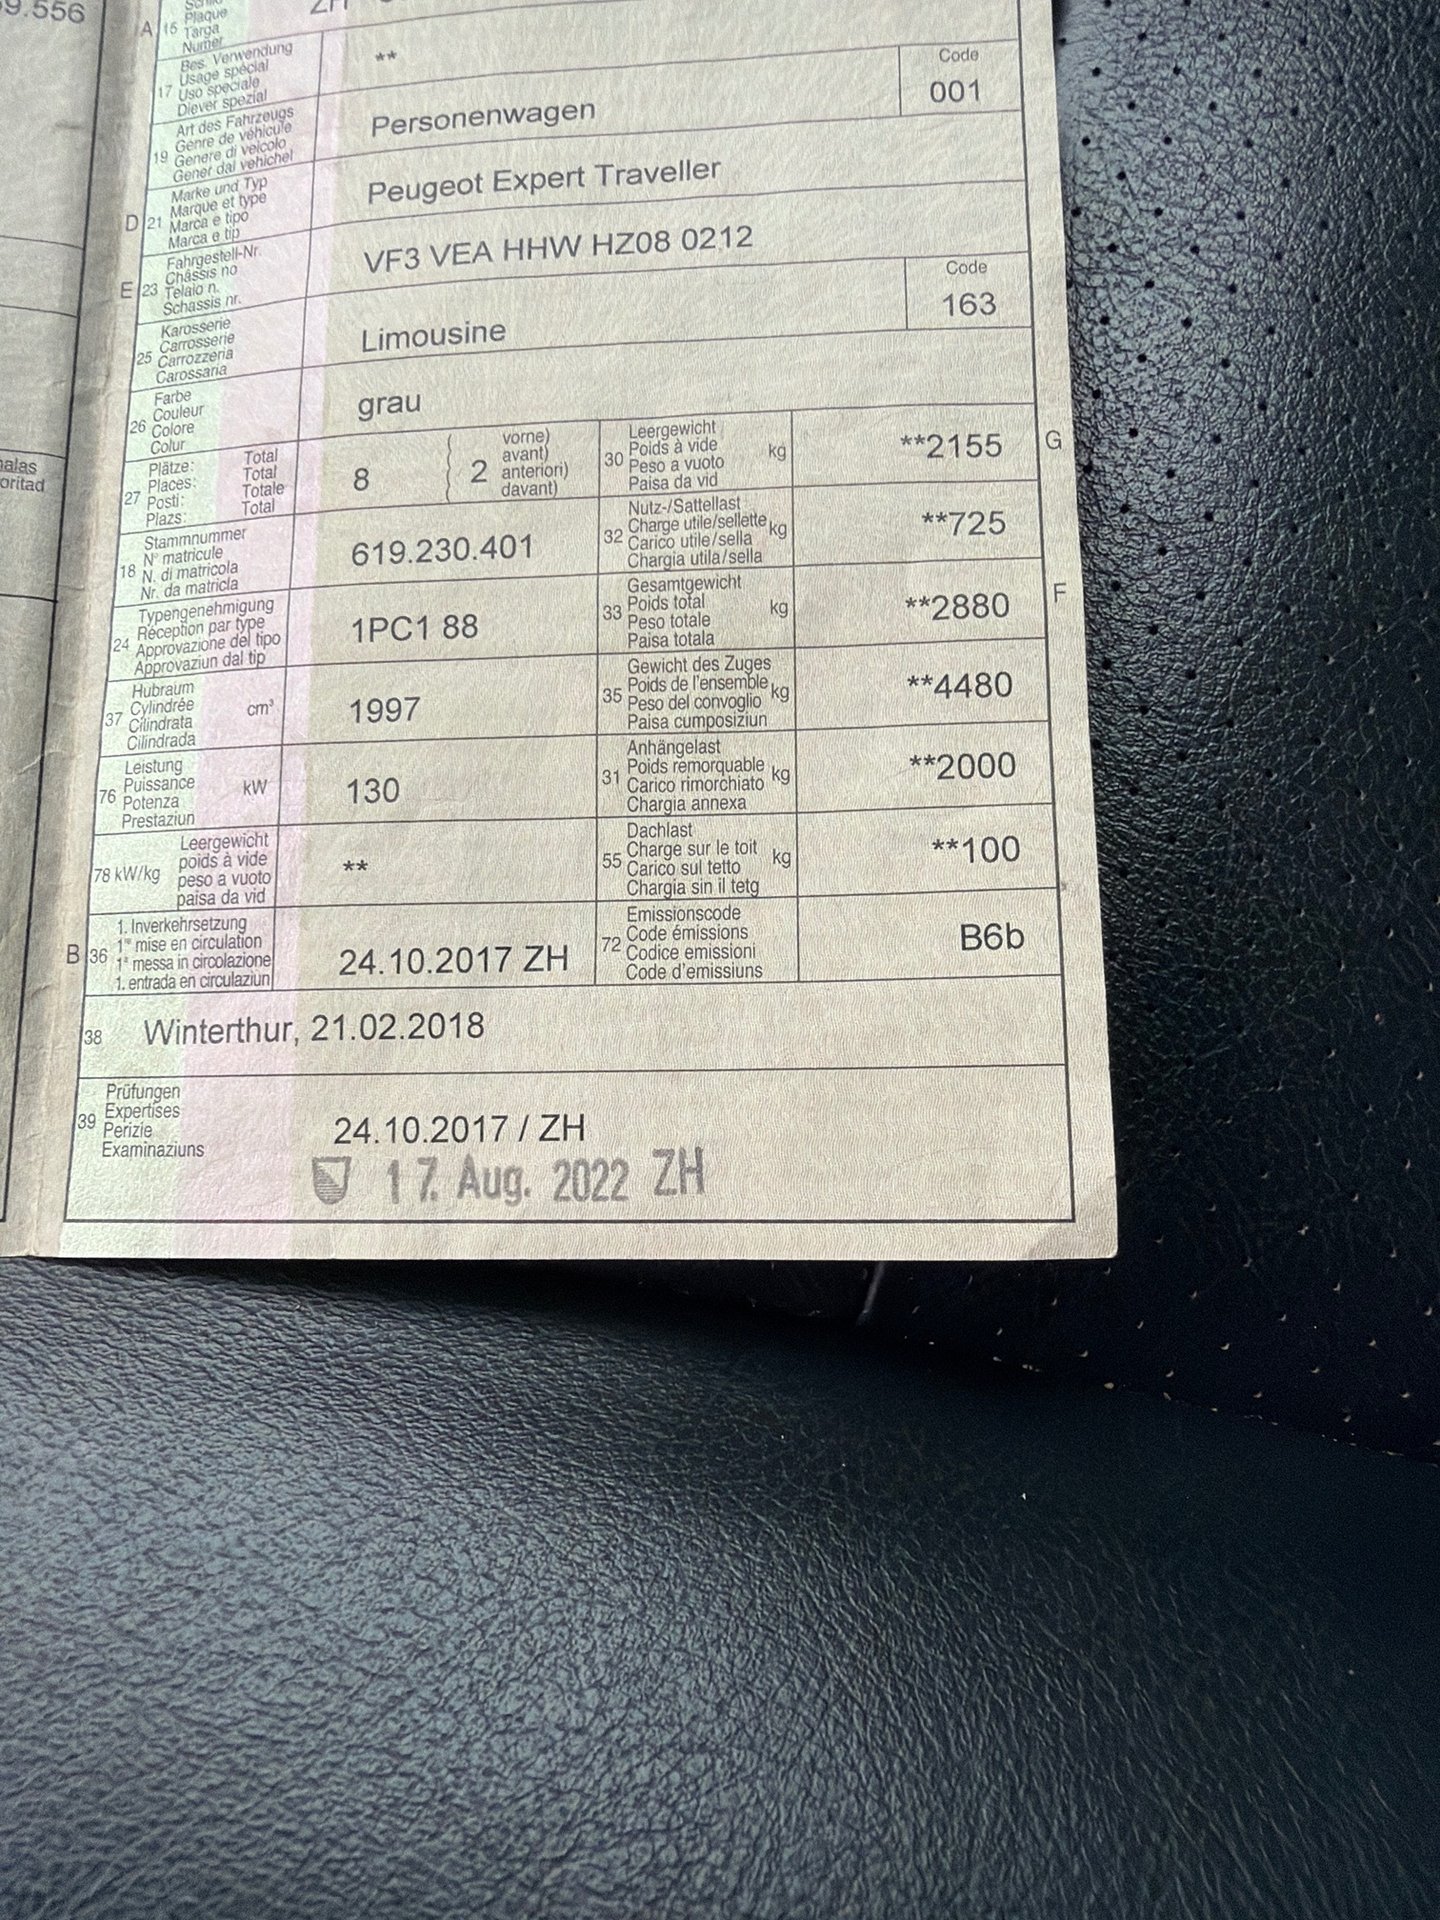 9.556
A 15 Schild
Plaque
Targa
Numer
ZH
17 Bes. Verwendung
Usage spécial
Uso speciale
Diever spezial
**
19 Art des Fahrzeugs
Genre de véhicule
Genere di veicolo
Gener dal vehichel
Personenwagen
Code
001
D 21 Marke und Typ
Marque et type
Marca e tipo
Marca e tip
Peugeot Expert Traveller
E 23 Fahrgestell-Nr.
Châssis no
Telaio n.
Schassis nr.
VF3 VEA HHW HZ08 0212
25 Karosserie
Carrosserie
Carrozzeria
Carossaria
Limousine
Code
163
26 Farbe
Couleur
Colore
Colur
grau
27 Plätze: Total
Places: Total
Posti: Totale
Plazs: Total
8
2
vorne)
avant)
anteriori)
davant)
30 Leergewicht
Poids à vide
Peso a vuoto
Paisa da vid
kg
**2155
G
18 Stammnummer
N° matricule
N. di matricola
Nr. da matricla
619.230.401
32 Nutz-/Sattellast
Charge utile/sellette
Carico utile/sella
Chargia utila/sella
kg
**725
24 Typengenehmigung
Réception par type
Approvazione del tipo
Approvaziun dal tip
1PC1 88
33 Gesamtgewicht
Poids total
Peso totale
Paisa totala
kg
**2880
F
37 Hubraum
Cylindrée
Cilindrata
Cilindrada
cm³
1997
35 Gewicht des Zuges
Poids de l'ensemble
Peso del convoglio
Paisa cumposiziun
kg
**4480
76 Leistung
Puissance
Potenza
Prestaziun
kW
130
31 Anhängelast
Poids remorquable
Carico rimorchiato
Chargia annexa
kg
**2000
78 kW/kg
Leergewicht
poids à vide
peso a vuoto
paisa da vid
**
55 Dachlast
Charge sur le toit
Carico sul tetto
Chargia sin il tetg
kg
**100
B 36 1. Inverkehrsetzung
1re mise en circulation
1a messa in circolazione
1. entrada en circulaziun
24.10.2017 ZH
72 Emissionscode
Code émissions
Codice emissioni
Code d'emissiuns
B6b
38 Winterthur, 21.02.2018
39 Prüfungen
Expertises
Perizie
Examinaziuns
24.10.2017 / ZH
17. Aug. 2022 ZH
alas
oritad